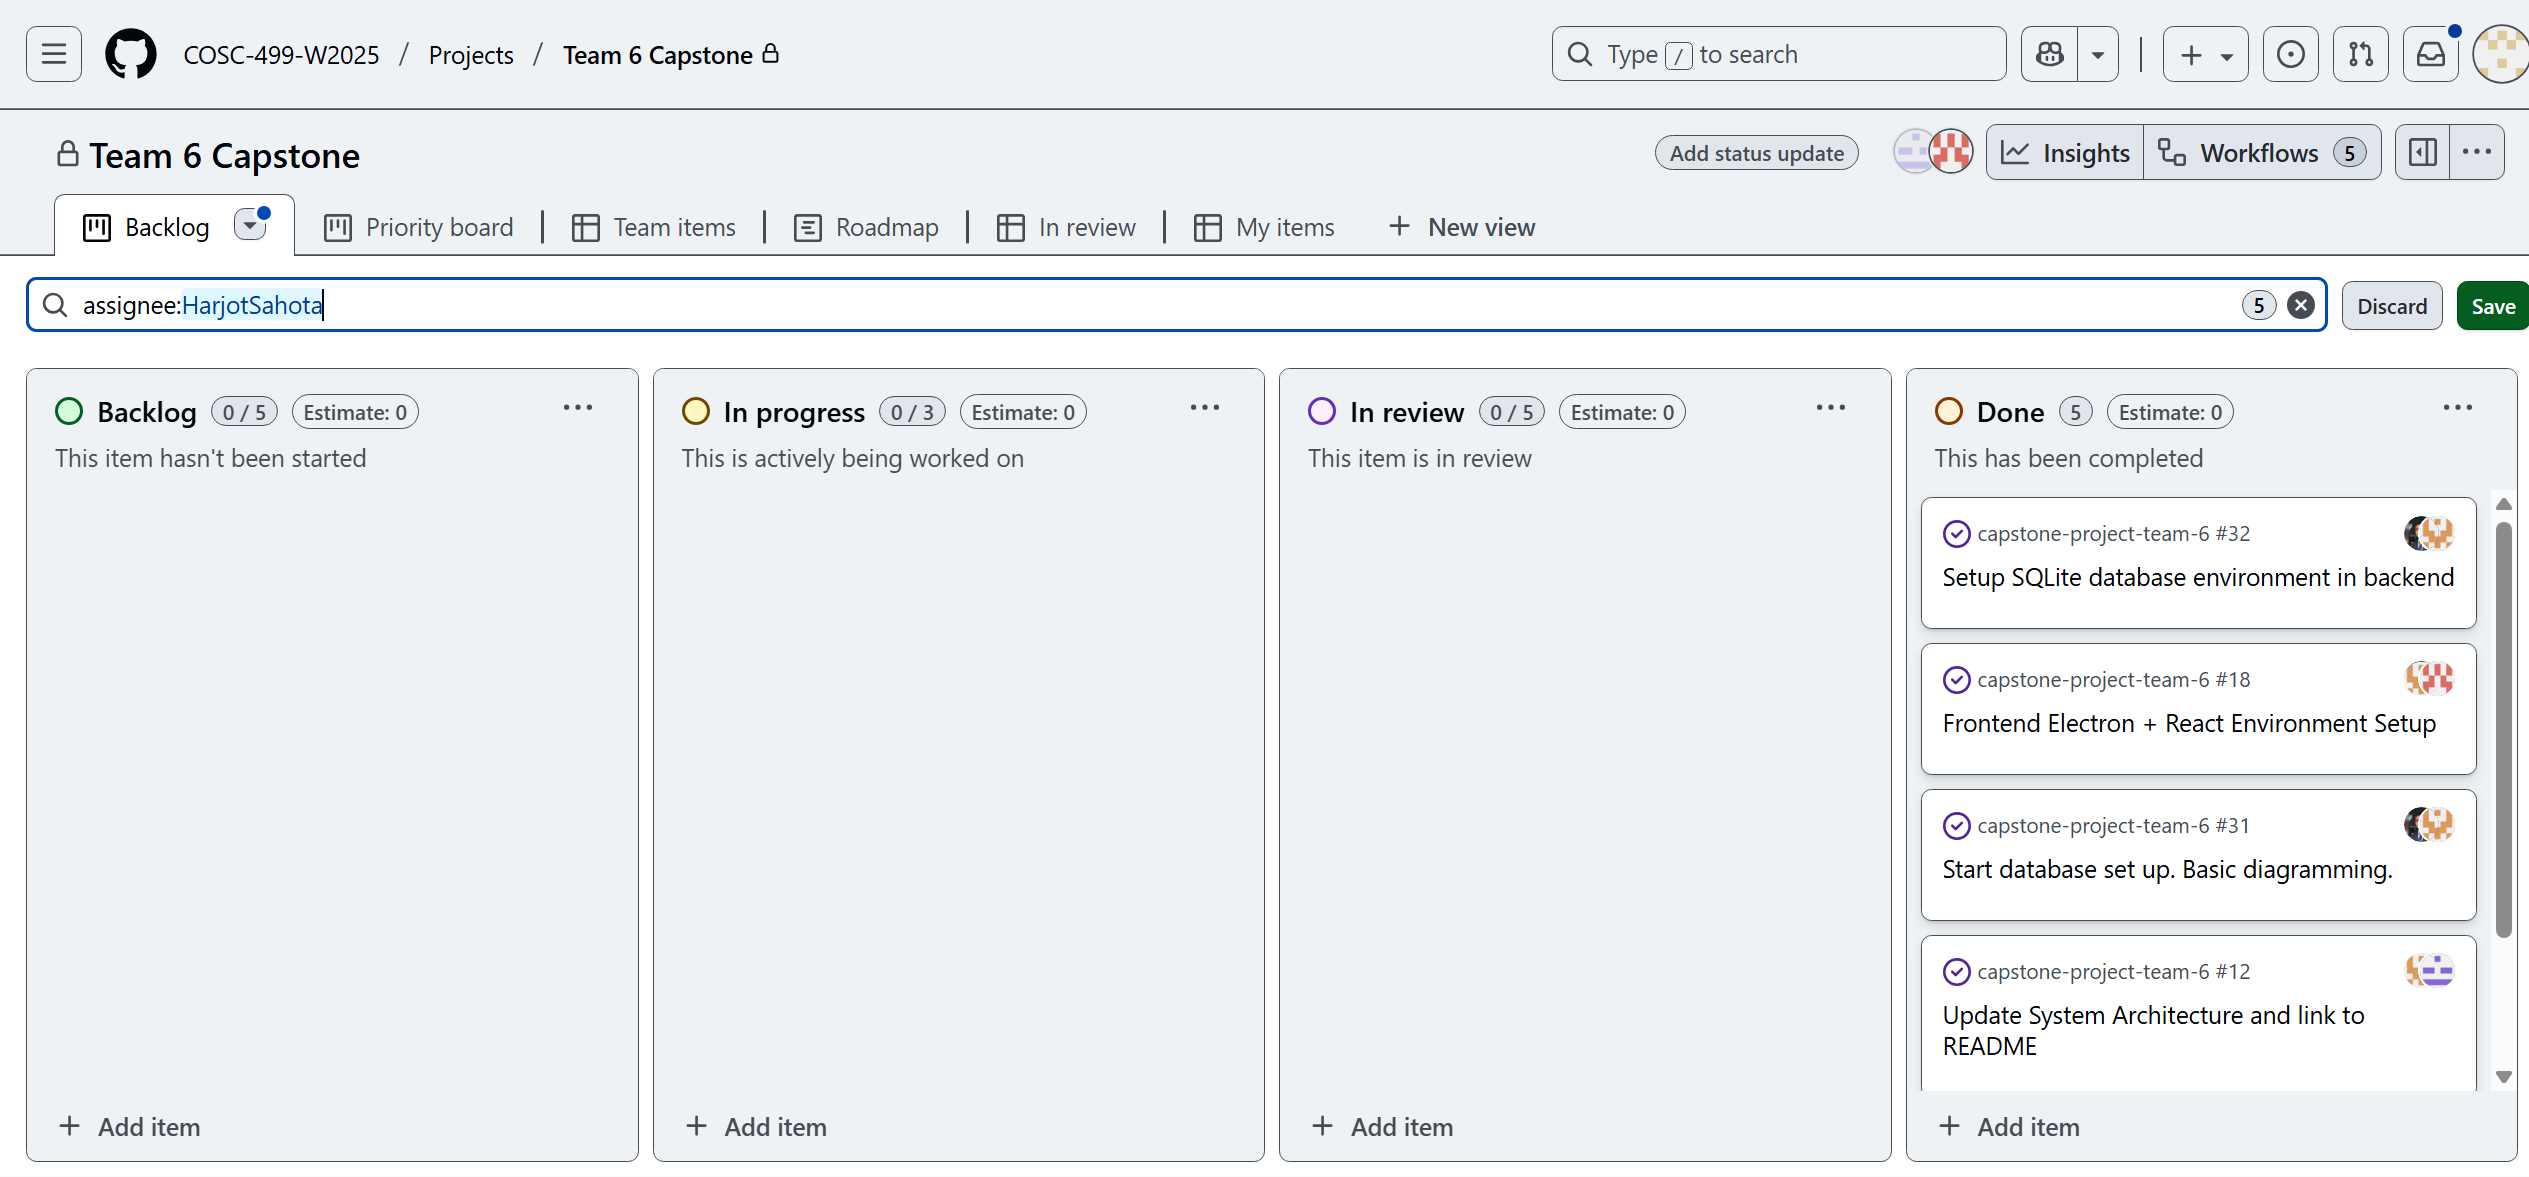 COSC-499-W2025 / Projects / Team 6 Capstone
Type / to search
Team 6 Capstone
Add status update
Insights
Workflows 5
Backlog
Priority board
Team items
Roadmap
In review
My items
+ New view
assignee:HarjotSahota
5
Discard
Save
Backlog 0 / 5 Estimate: 0
This item hasn't been started
+ Add item
In progress 0 / 3 Estimate: 0
This is actively being worked on
+ Add item
In review 0 / 5 Estimate: 0
This item is in review
+ Add item
Done 5 Estimate: 0
This has been completed
capstone-project-team-6 #32
Setup SQLite database environment in backend
capstone-project-team-6 #18
Frontend Electron + React Environment Setup
capstone-project-team-6 #31
Start database set up. Basic diagramming.
capstone-project-team-6 #12
Update System Architecture and link to
README
+ Add item